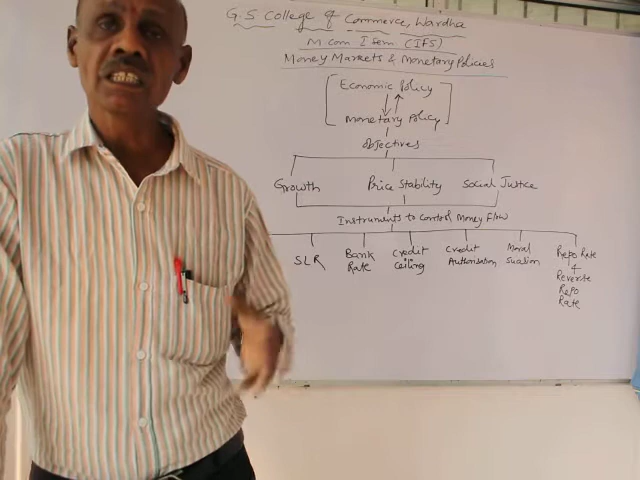 G.S College of Commerce, Wardha
M com I Sem (IFS)
Money Markets & Monetary Policies
Economic Policy
Monetary Policy
Objectives
Growth Price Stability Social Justice
Instruments to control Money Flow
SLR Bank Rate Credit Ceiling Credit Authorisation Moral Suasion Repo Rate & Reverse Repo Rate